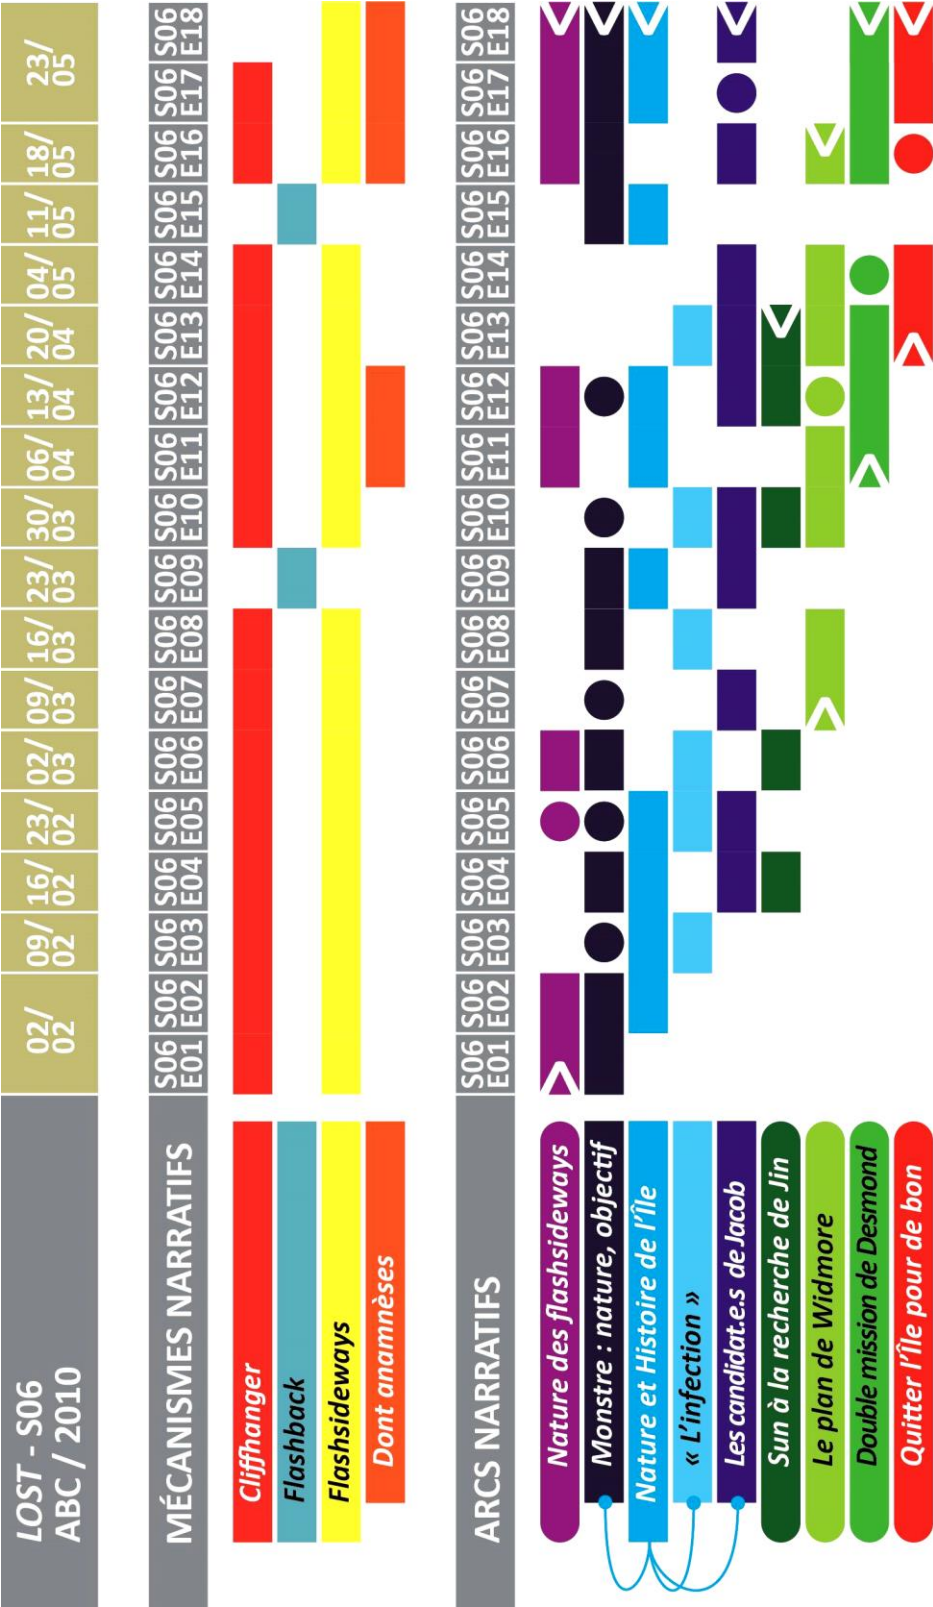 LOST - S06
ABC / 2010
02/
02
09/
02
16/
02
23/
02
02/
03
09/
03
16/
03
23/
03
30/
03
06/
04
13/
04
20/
04
04/
05
11/
05
18/
05
23/
05
MÉCANISMES NARRATIFS
S06
E01
S06
E02
S06
E03
S06
E04
S06
E05
S06
E06
S06
E07
S06
E08
S06
E09
S06
E10
S06
E11
S06
E12
S06
E13
S06
E14
S06
E15
S06
E16
S06
E17
S06
E18
Cliffhanger
Flashback
Flashsideways
Dont anamnèses
ARCS NARRATIFS
S06
E01
S06
E02
S06
E03
S06
E04
S06
E05
S06
E06
S06
E07
S06
E08
S06
E09
S06
E10
S06
E11
S06
E12
S06
E13
S06
E14
S06
E15
S06
E16
S06
E17
S06
E18
Nature des flashsideways
Monstre : nature, objectif
Nature et Histoire de l'Île
« L'infection »
Les candidat.e.s de Jacob
Sun à la recherche de Jin
Le plan de Widmore
Double mission de Desmond
Quitter l'Île pour de bon